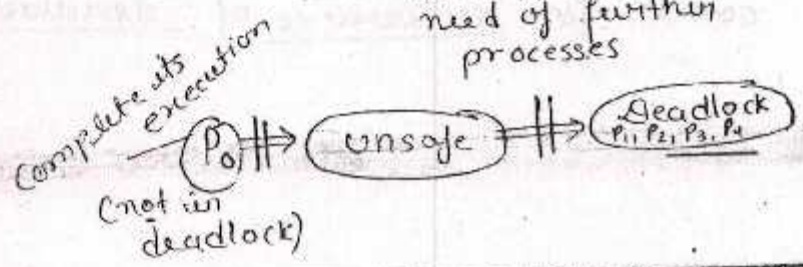 need of further
processes
complete its
execution
P0 || ⇒ unsafe =||⇒ Deadlock
P1, P2, P3, P4
(not in
deadlock)